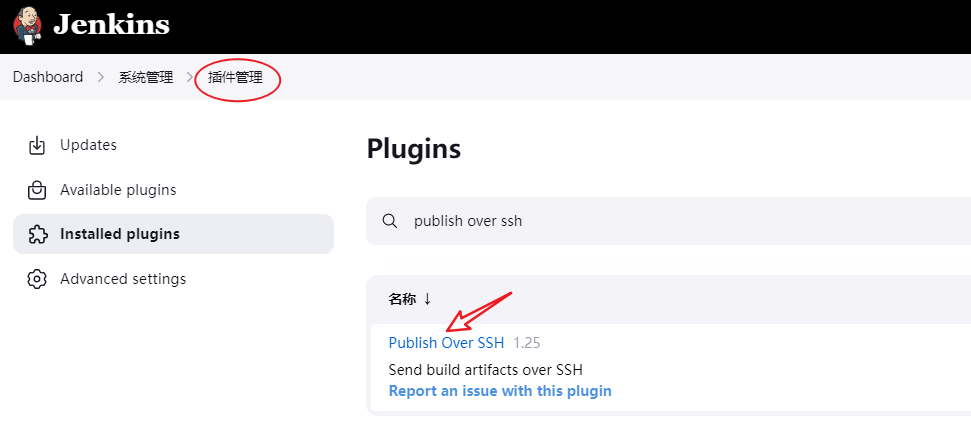 Jenkins
Dashboard > 系统管理 > 插件管理
Updates
Available plugins
Installed plugins
Advanced settings
Plugins
publish over ssh
名称 ↓
Publish Over SSH 1.25
Send build artifacts over SSH
Report an issue with this plugin